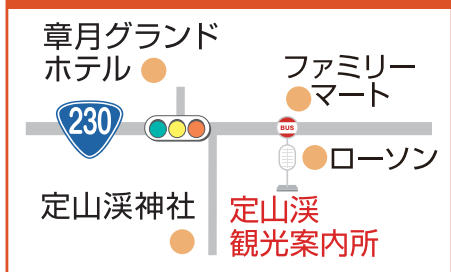 章月グランド
ホテル
ファミリー
マート
230
BUS
ローソン
定山渓神社
定山渓
観光案内所